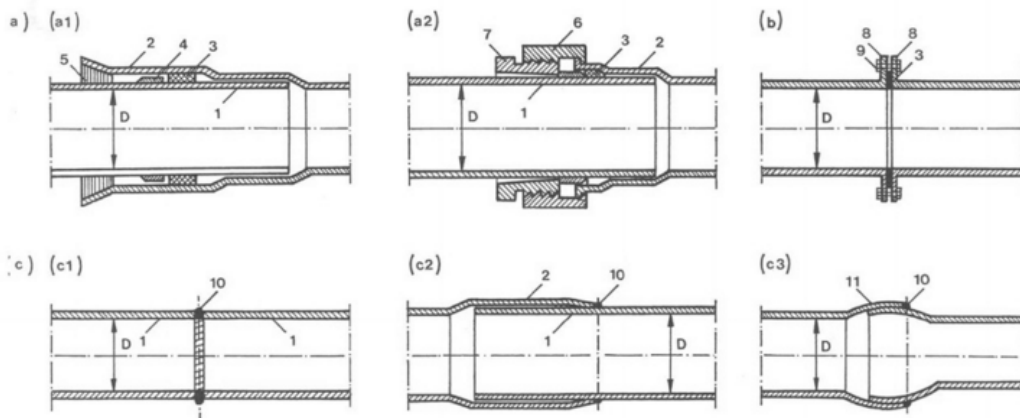 a) (a1) (a2) (b)
5 2 4 3 7 6 3 2 8 8
9 3
D 1 D 1 D
(c) (c1) (c2) (c3)
10 2 10 11 10
1 D 1 1 D D